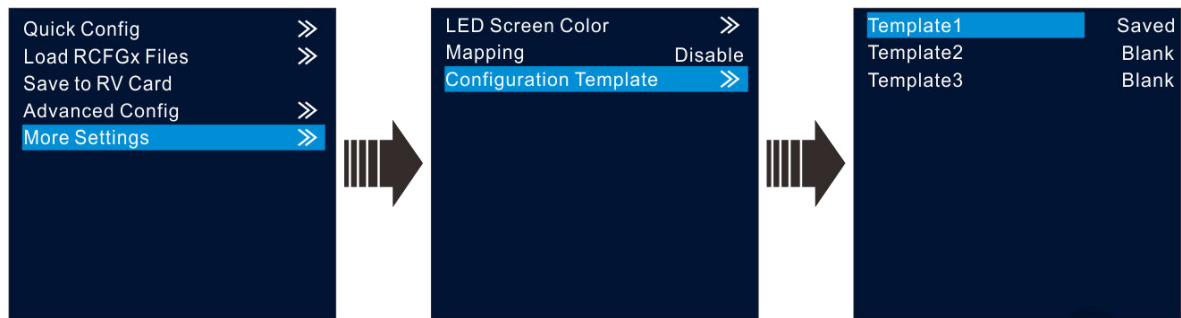 Quick Config
Load RCFGx Files
Save to RV Card
Advanced Config
More Settings
LED Screen Color
Mapping Disable
Configuration Template
Template1 Saved
Template2 Blank
Template3 Blank